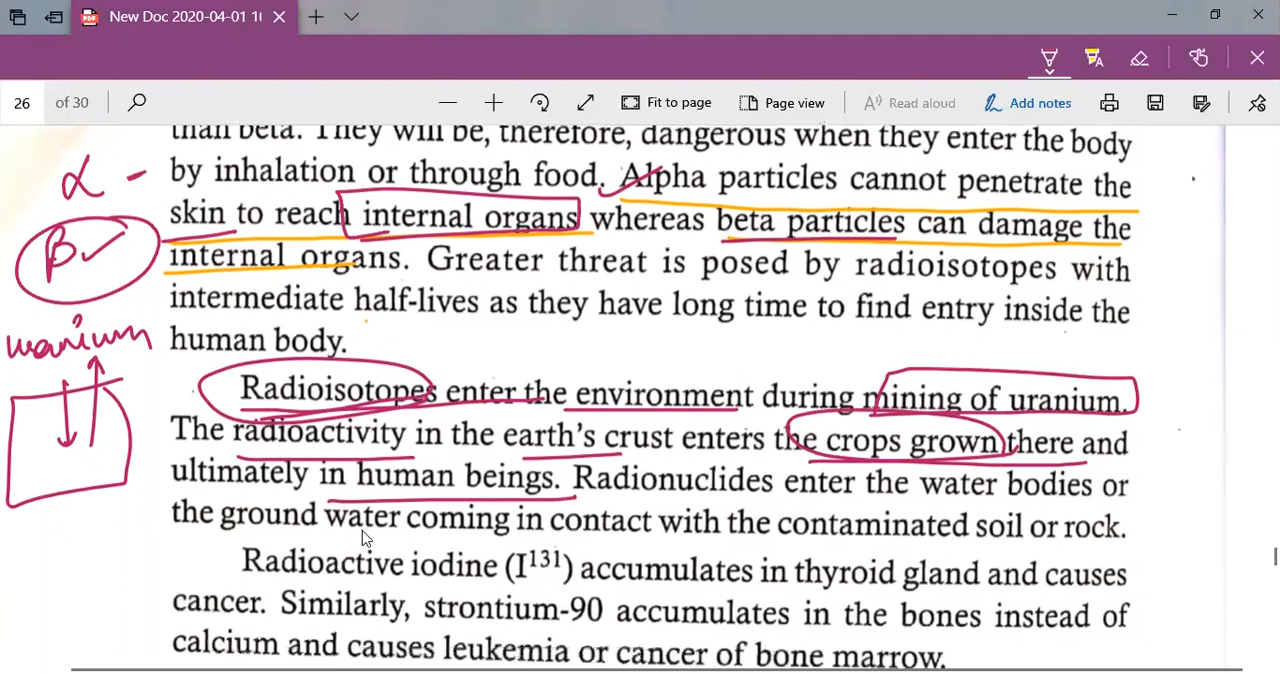 New Doc 2020-04-01 1
26 of 30
Fit to page
Page view
Read aloud
Add notes
than beta. They will be, therefore, dangerous when they enter the body
α - by inhalation or through food. Alpha particles cannot penetrate the
skin to reach internal organs whereas beta particles can damage the
β internal organs. Greater threat is posed by radioisotopes with
intermediate half-lives as they have long time to find entry inside the
uranium human body.
Radioisotopes enter the environment during mining of uranium.
The radioactivity in the earth's crust enters the crops grown there and
ultimately in human beings. Radionuclides enter the water bodies or
the ground water coming in contact with the contaminated soil or rock.
Radioactive iodine (I¹³¹) accumulates in thyroid gland and causes
cancer. Similarly, strontium-90 accumulates in the bones instead of
calcium and causes leukemia or cancer of bone marrow.